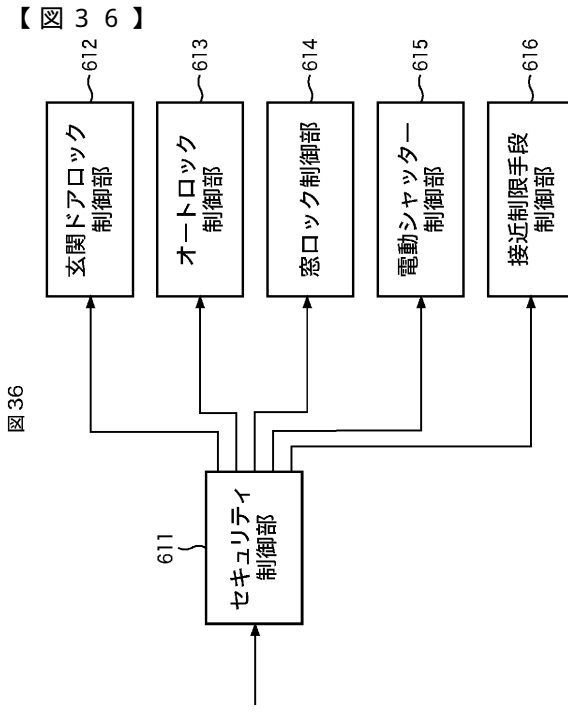 【図３６】
図36
611
セキュリティ
制御部
612
玄関ドアロック
制御部
613
オートロック
制御部
614
窓ロック制御部
615
電動シャッター
制御部
616
接近制限手段
制御部